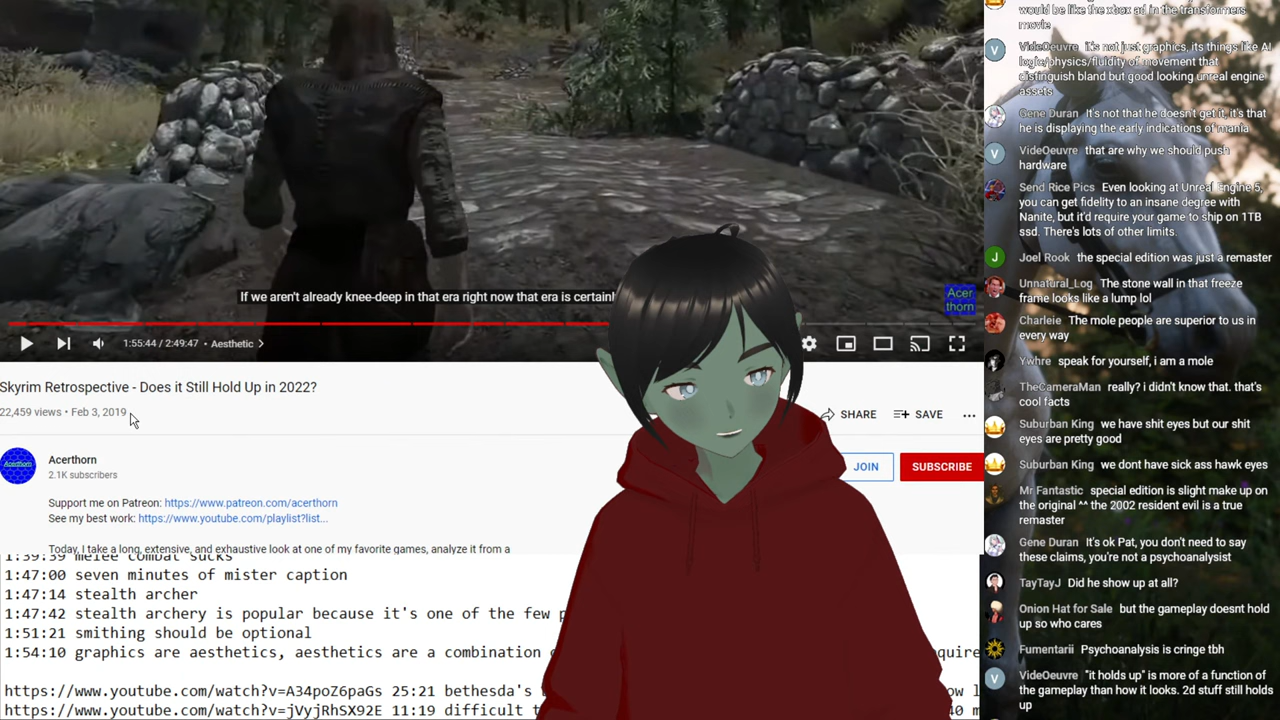 If we aren't already knee-deep in that era right now that era is certainl
Acer
thorn
1:55:44 / 2:49:47 • Aesthetic
Skyrim Retrospective - Does it Still Hold Up in 2022?
22,459 views • Feb 3, 2019
SHARE
SAVE
Acerthorn
Acerthorn
2.1K subscribers
JOIN
SUBSCRIBE
Support me on Patreon: https://www.patreon.com/acerthorn
See my best work: https://www.youtube.com/playlist?list...
Today, I take a long, extensive, and exhaustive look at one of my favorite games, analyze it from a
1:39:39 melee combat sucks
1:47:00 seven minutes of mister caption
1:47:14 stealth archer
1:47:42 stealth archery is popular because it's one of the few p
1:51:21 smithing should be optional
1:54:10 graphics are aesthetics, aesthetics are a combination
equire
https://www.youtube.com/watch?v=A34poZ6paGs 25:21 bethesda's
ow l
https://www.youtube.com/watch?v=jVyjRhSX92E 11:19 difficult t
40 m
would be like the xbox ad in the transformers
movie
V
VideOeuvre it's not just graphics, its things like AI
logic/physics/fluidity of movement that
distinguish bland but good looking unreal engine
assets
Gene Duran It's not that he doesn't get it, it's that
he is displaying the early indications of mania
V
VideOeuvre that are why we should push
hardware
Send Rice Pics Even looking at Unreal Engine 5,
you can get fidelity to an insane degree with
Nanite, but it'd require your game to ship on 1TB
ssd. There's lots of other limits.
J
Joel Rook the special edition was just a remaster
Unnatural_Log The stone wall in that freeze
frame looks like a lump lol
Charleie The mole people are superior to us in
every way
Ywhre speak for yourself, i am a mole
TheCameraMan really? i didn't know that. that's
cool facts
Suburban King we have shit eyes but our shit
eyes are pretty good
Suburban King we dont have sick ass hawk eyes
Mr Fantastic special edition is slight make up on
the original ^^ the 2002 resident evil is a true
remaster
Gene Duran It's ok Pat, you don't need to say
these claims, you're not a psychoanalysist
TayTayJ Did he show up at all?
Onion Hat for Sale but the gameplay doesnt hold
up so who cares
Fumentarii Psychoanalysis is cringe tbh
V
VideOeuvre "it holds up" is more of a function of
the gameplay than how it looks. 2d stuff still holds
up